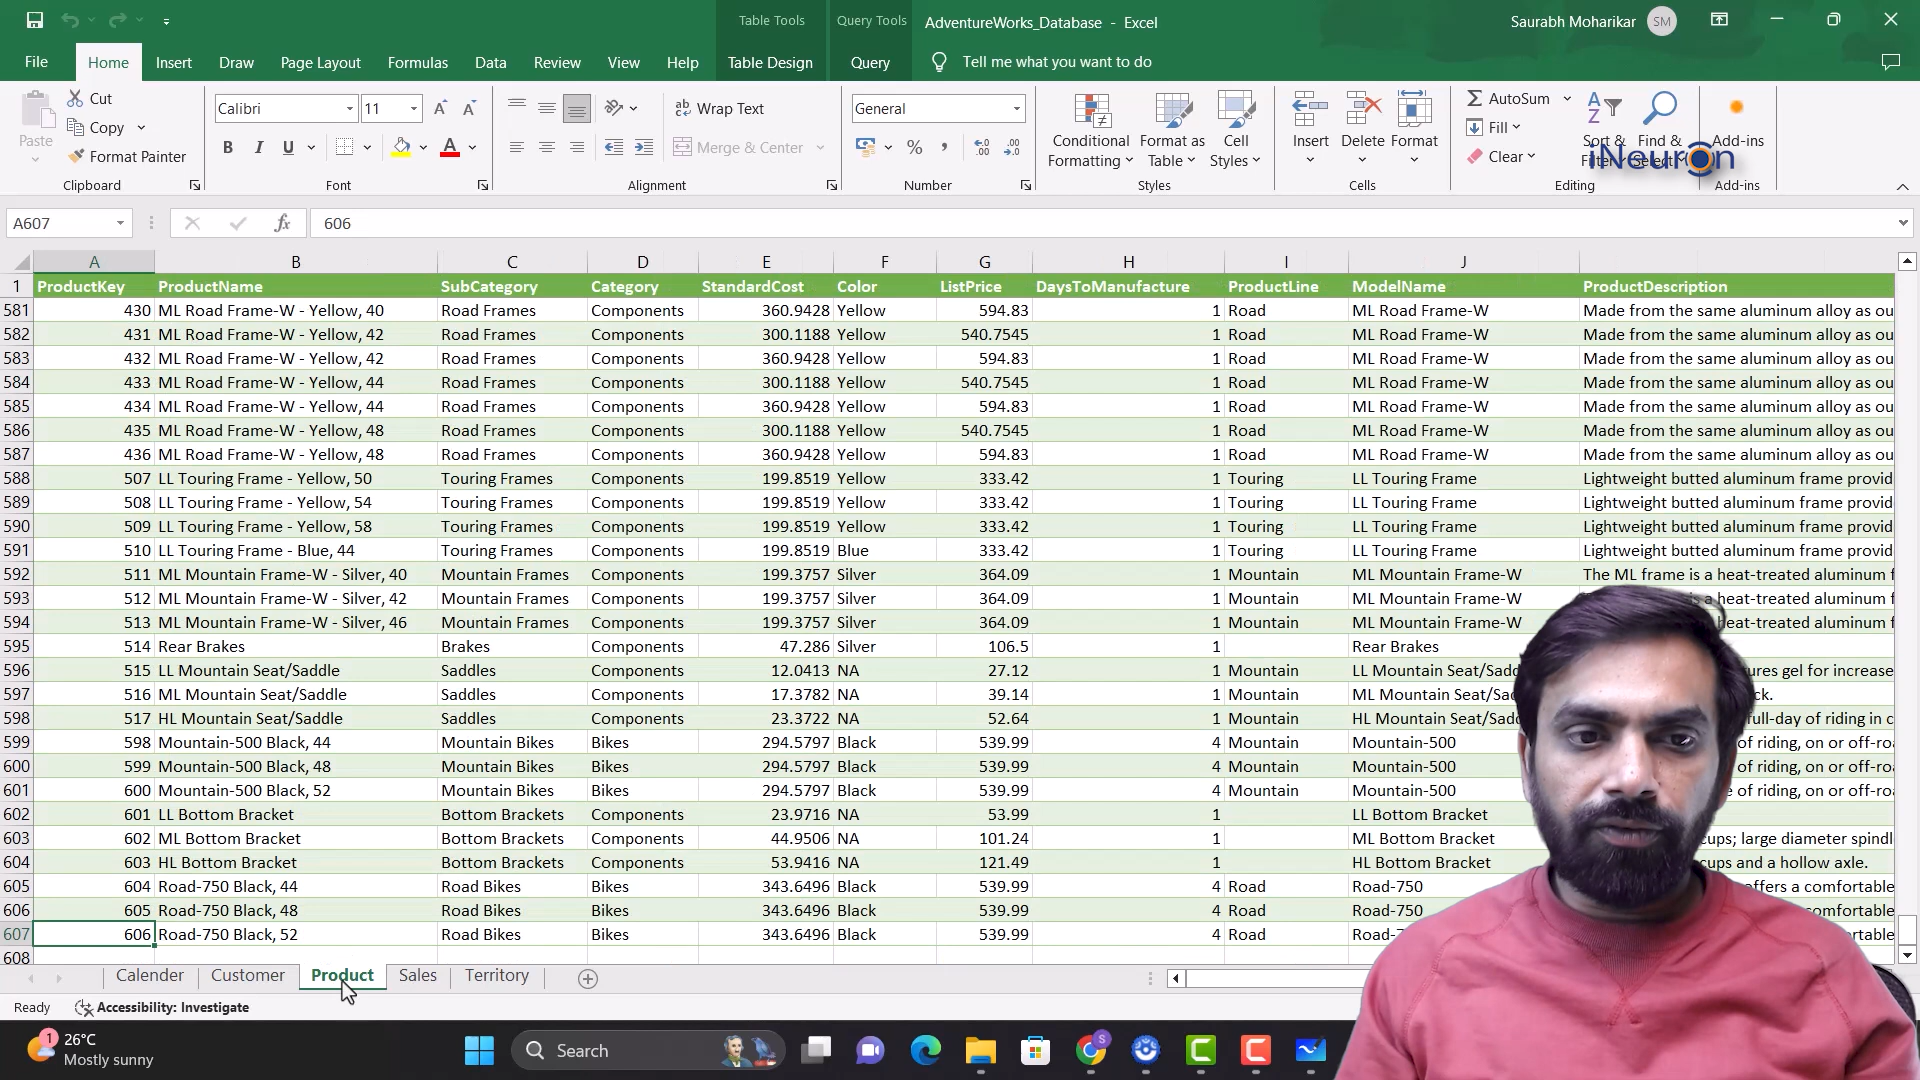 Table Tools
Query Tools
AdventureWorks_Database - Excel
Saurabh Moharikar
SM
File
Home
Insert
Draw
Page Layout
Formulas
Data
Review
View
Help
Table Design
Query
Tell me what you want to do
Paste
Cut
Copy
Format Painter
Clipboard
Calibri
11
B I U
Font
Wrap Text
Merge & Center
Alignment
General
Number
Conditional Formatting
Format as Table
Cell Styles
Styles
Insert
Delete
Format
Cells
AutoSum
Fill
Clear
Sort &
Find &
Editing
iNeuron
Add-ins
Add-ins
A607
fx
606
A B C D E F G H I J
1 ProductKey ProductName SubCategory Category StandardCost Color ListPrice DaysToManufacture ProductLine ModelName ProductDescription
581 430 ML Road Frame-W - Yellow, 40 Road Frames Components 360.9428 Yellow 594.83 1 Road ML Road Frame-W Made from the same aluminum alloy as ou
582 431 ML Road Frame-W - Yellow, 42 Road Frames Components 300.1188 Yellow 540.7545 1 Road ML Road Frame-W Made from the same aluminum alloy as ou
583 432 ML Road Frame-W - Yellow, 42 Road Frames Components 360.9428 Yellow 594.83 1 Road ML Road Frame-W Made from the same aluminum alloy as ou
584 433 ML Road Frame-W - Yellow, 44 Road Frames Components 300.1188 Yellow 540.7545 1 Road ML Road Frame-W Made from the same aluminum alloy as ou
585 434 ML Road Frame-W - Yellow, 44 Road Frames Components 360.9428 Yellow 594.83 1 Road ML Road Frame-W Made from the same aluminum alloy as ou
586 435 ML Road Frame-W - Yellow, 48 Road Frames Components 300.1188 Yellow 540.7545 1 Road ML Road Frame-W Made from the same aluminum alloy as ou
587 436 ML Road Frame-W - Yellow, 48 Road Frames Components 360.9428 Yellow 594.83 1 Road ML Road Frame-W Made from the same aluminum alloy as ou
588 507 LL Touring Frame - Yellow, 50 Touring Frames Components 199.8519 Yellow 333.42 1 Touring LL Touring Frame Lightweight butted aluminum frame provid
589 508 LL Touring Frame - Yellow, 54 Touring Frames Components 199.8519 Yellow 333.42 1 Touring LL Touring Frame Lightweight butted aluminum frame provid
590 509 LL Touring Frame - Yellow, 58 Touring Frames Components 199.8519 Yellow 333.42 1 Touring LL Touring Frame Lightweight butted aluminum frame provid
591 510 LL Touring Frame - Blue, 44 Touring Frames Components 199.8519 Blue 333.42 1 Touring LL Touring Frame Lightweight butted aluminum frame provid
592 511 ML Mountain Frame-W - Silver, 40 Mountain Frames Components 199.3757 Silver 364.09 1 Mountain ML Mountain Frame-W The ML frame is a heat-treated aluminum f
593 512 ML Mountain Frame-W - Silver, 42 Mountain Frames Components 199.3757 Silver 364.09 1 Mountain ML Mountain Frame-W is a heat-treated aluminum f
594 513 ML Mountain Frame-W - Silver, 46 Mountain Frames Components 199.3757 Silver 364.09 1 Mountain ML Mountain Frame-W heat-treated aluminum f
595 514 Rear Brakes Brakes Components 47.286 Silver 106.5 1 Rear Brakes
596 515 LL Mountain Seat/Saddle Saddles Components 12.0413 NA 27.12 1 Mountain LL Mountain Seat/Sadd ures gel for increase
597 516 ML Mountain Seat/Saddle Saddles Components 17.3782 NA 39.14 1 Mountain ML Mountain Seat/Sad ck.
598 517 HL Mountain Seat/Saddle Saddles Components 23.3722 NA 52.64 1 Mountain HL Mountain Seat/Sadd full-day of riding in c
599 598 Mountain-500 Black, 44 Mountain Bikes Bikes 294.5797 Black 539.99 4 Mountain Mountain-500 of riding, on or off-roa
600 599 Mountain-500 Black, 48 Mountain Bikes Bikes 294.5797 Black 539.99 4 Mountain Mountain-500 of riding, on or off-roa
601 600 Mountain-500 Black, 52 Mountain Bikes Bikes 294.5797 Black 539.99 4 Mountain Mountain-500 e of riding, on or off-roa
602 601 LL Bottom Bracket Bottom Brackets Components 23.9716 NA 53.99 1 LL Bottom Bracket
603 602 ML Bottom Bracket Bottom Brackets Components 44.9506 NA 101.24 1 ML Bottom Bracket cups; large diameter spindl
604 603 HL Bottom Bracket Bottom Brackets Components 53.9416 NA 121.49 1 HL Bottom Bracket cups and a hollow axle.
605 604 Road-750 Black, 44 Road Bikes Bikes 343.6496 Black 539.99 4 Road Road-750 offers a comfortable
606 605 Road-750 Black, 48 Road Bikes Bikes 343.6496 Black 539.99 4 Road Road-750 comfortable
607 606 Road-750 Black, 52 Road Bikes Bikes 343.6496 Black 539.99 4 Road Road-7 ortable
608
Calender
Customer
Product
Sales
Territory
Ready
Accessibility: Investigate
1
26°C
Mostly sunny
Search
S